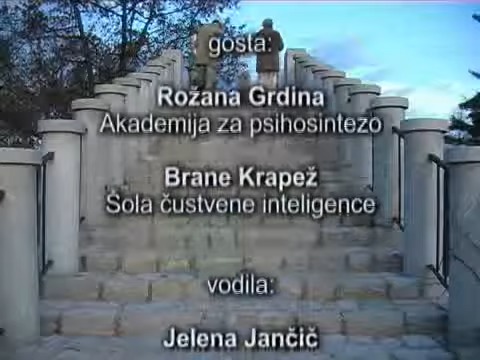 gosta:
Rožana Grdina
Akademija za psihosintezo
Brane Krapež
Šola čustvene inteligence
vodila:
Jelena Jančič